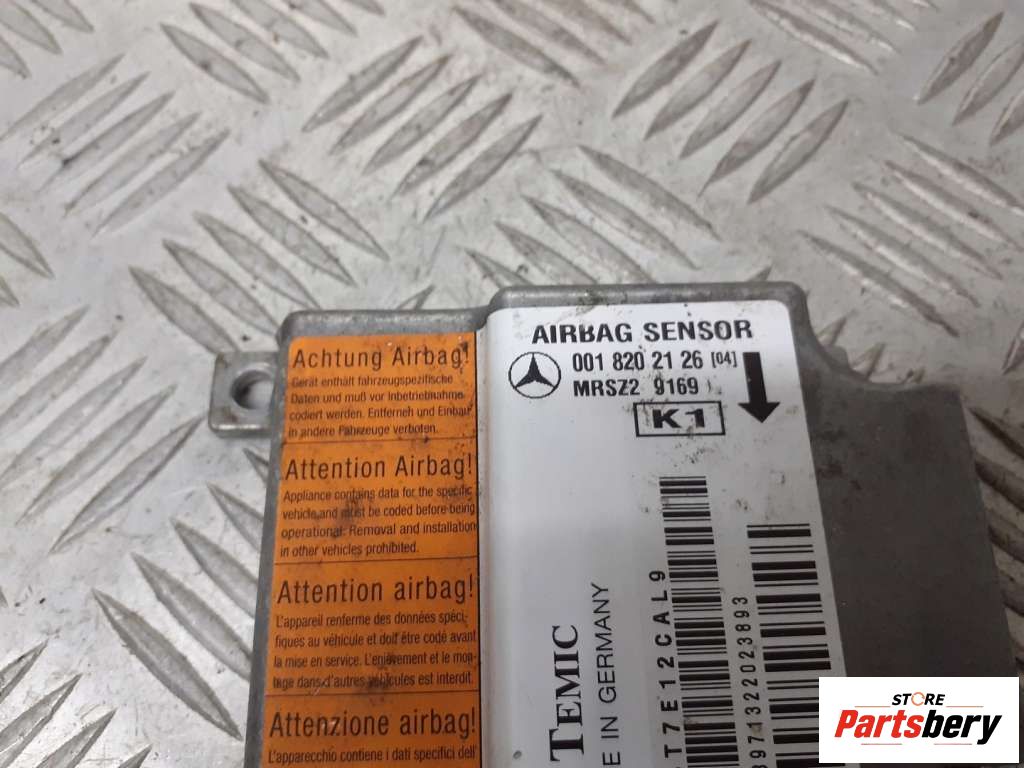 AIRBAG SENSOR
001 820 21 26 [04]
MRSZ2 9169
K1
Achtung Airbag!
Gerät enthält fahrzeugspezifische
Daten und muß vor Inbetriebnahme
codiert werden. Entfernen und Einbau
in andere Fahrzeuge verboten.
Attention Airbag!
Appliance contains data for the specific
vehicle and must be coded before being
operational. Removal and installation
in other vehicles prohibited.
Attention airbag!
L'appareil renferme des données spéci-
fiques au véhicule et doit être codé avant
la mise en service. L'enlèvement et le mon-
tage dans d'autres véhicules est interdit.
Attenzione airbag!
L'apparecchio contiene i dati specifici dell'
TEMIC
E IN GERMANY
T7E12CAL9
3971322023893
STORE
Partsbery